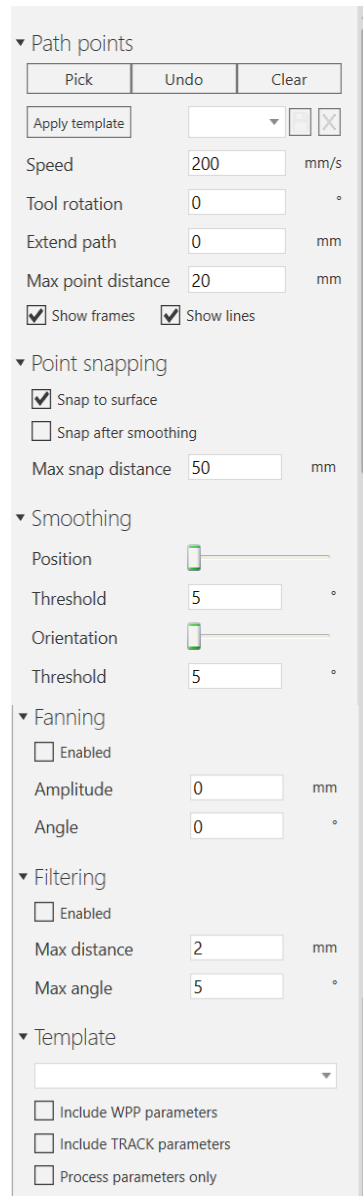 Path points
Pick Undo Clear
Apply template
Speed 200 mm/s
Tool rotation 0 °
Extend path 0 mm
Max point distance 20 mm
Show frames Show lines
Point snapping
Snap to surface
Snap after smoothing
Max snap distance 50 mm
Smoothing
Position
Threshold 5 °
Orientation
Threshold 5 °
Fanning
Enabled
Amplitude 0 mm
Angle 0 °
Filtering
Enabled
Max distance 2 mm
Max angle 5 °
Template
Include WPP parameters
Include TRACK parameters
Process parameters only